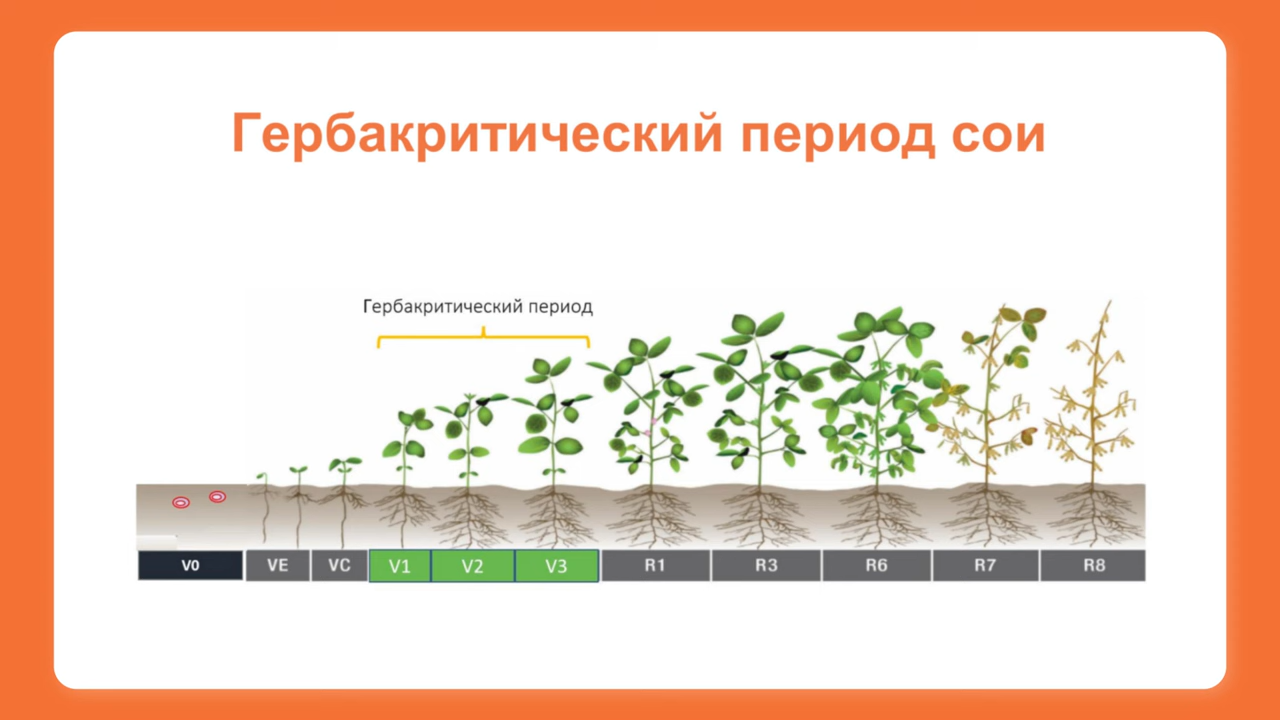 Гербакритический период сои
Гербакритический период
V0 VE VC V1 V2 V3 R1 R3 R6 R7 R8